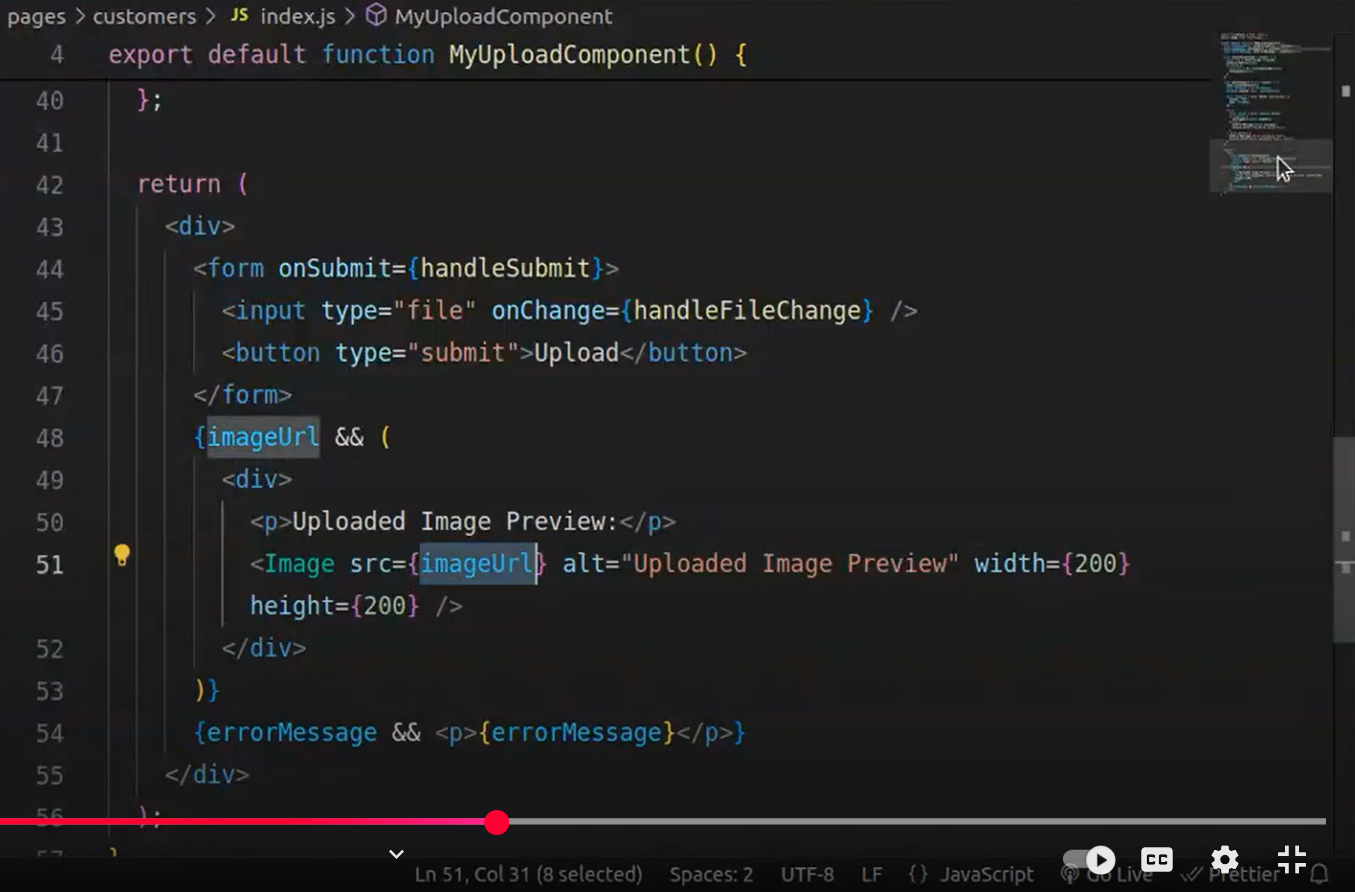 pages > customers > JS index.js > MyUploadComponent
4 export default function MyUploadComponent() {
40 };
41
42 return (
43 <div>
44 <form onSubmit={handleSubmit}>
45 <input type="file" onChange={handleFileChange} />
46 <button type="submit">Upload</button>
47 </form>
48 {imageUrl && (
49 <div>
50 <p>Uploaded Image Preview:</p>
51 <Image src={imageUrl} alt="Uploaded Image Preview" width={200}
height={200} />
52 </div>
53 )}
54 {errorMessage && <p>{errorMessage}</p>}
55 </div>
56 );
57 }
Ln 51, Col 31 (8 selected) Spaces: 2 UTF-8 LF {} JavaScript Go Live Prettier
CC